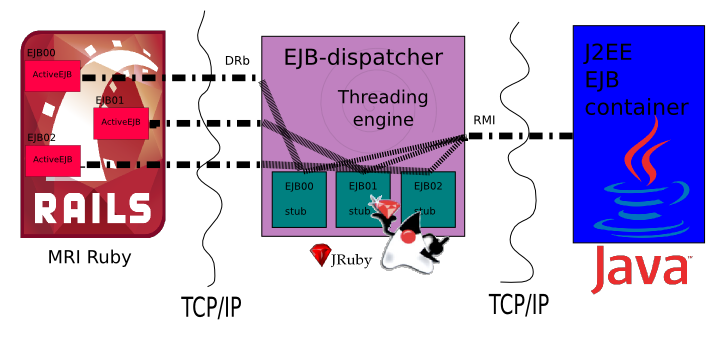 EJB00
ActiveEJB
EJB01
ActiveEJB
EJB02
ActiveEJB
RAILS
MRI Ruby
DRb
TCP/IP
EJB-dispatcher
Threading
engine
EJB00
stub
EJB01
stub
EJB02
stub
JRuby
RMI
TCP/IP
J2EE
EJB
container
Java™